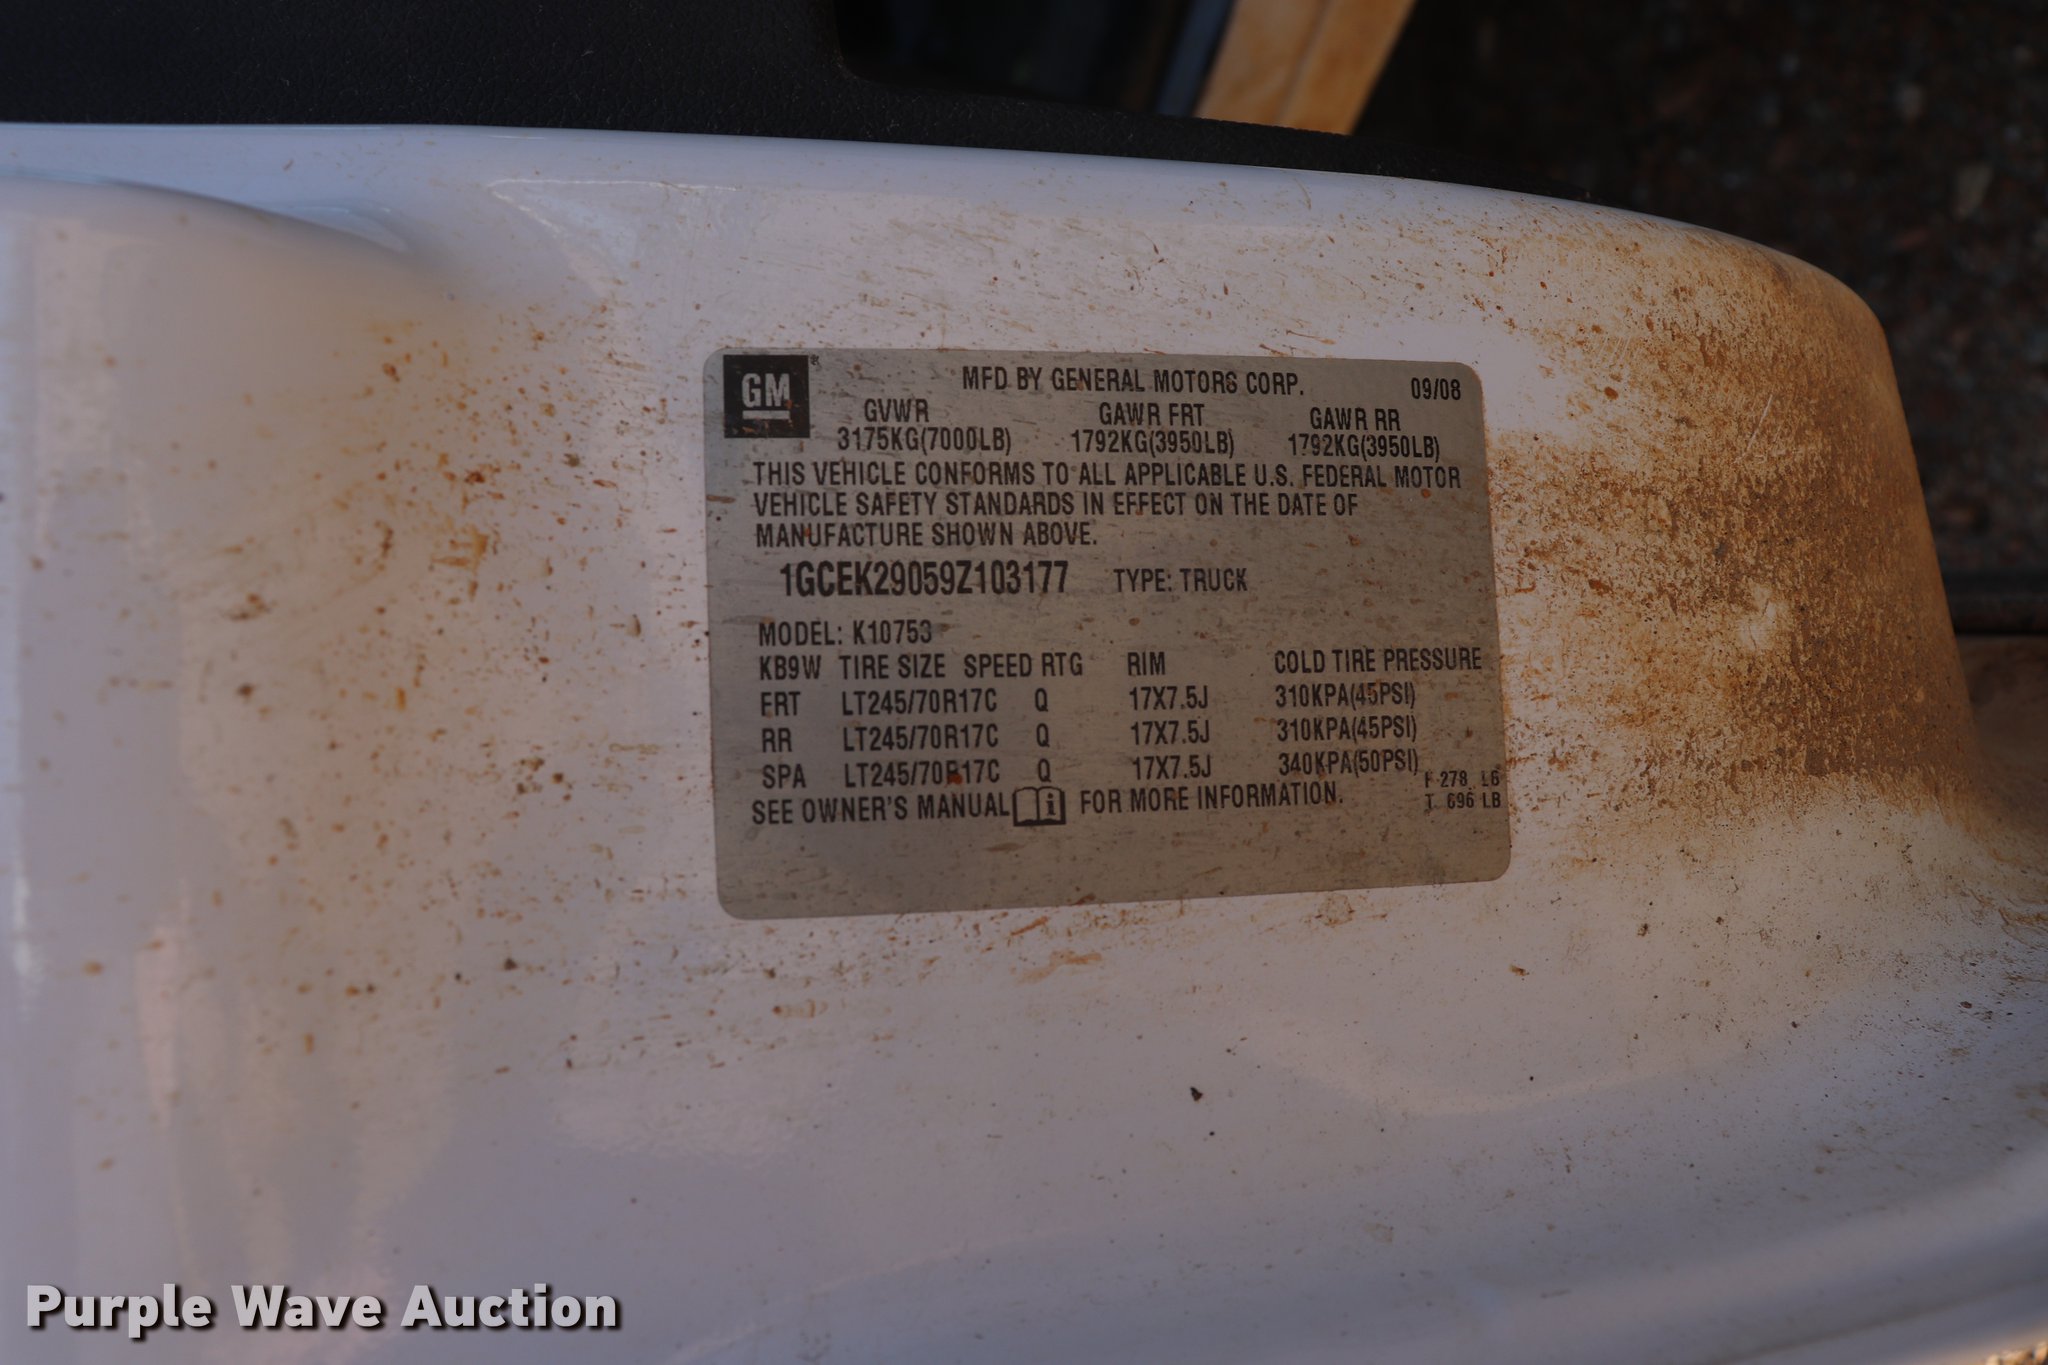 GM
MFD BY GENERAL MOTORS CORP. 09/08
GVWR GAWR FRT GAWR RR
3175KG(7000LB) 1792KG(3950LB) 1792KG(3950LB)
THIS VEHICLE CONFORMS TO ALL APPLICABLE U.S. FEDERAL MOTOR
VEHICLE SAFETY STANDARDS IN EFFECT ON THE DATE OF
MANUFACTURE SHOWN ABOVE.
1GCEK29059Z103177 TYPE: TRUCK
MODEL: K10753
KB9W TIRE SIZE SPEED RTG RIM COLD TIRE PRESSURE
FRT LT245/70R17C Q 17X7.5J 310KPA(45PSI)
RR LT245/70R17C Q 17X7.5J 310KPA(45PSI)
SPA LT245/70R17C Q 17X7.5J 340KPA(50PSI)
F 278
T 696 LB
SEE OWNER'S MANUAL FOR MORE INFORMATION.
Purple Wave Auction